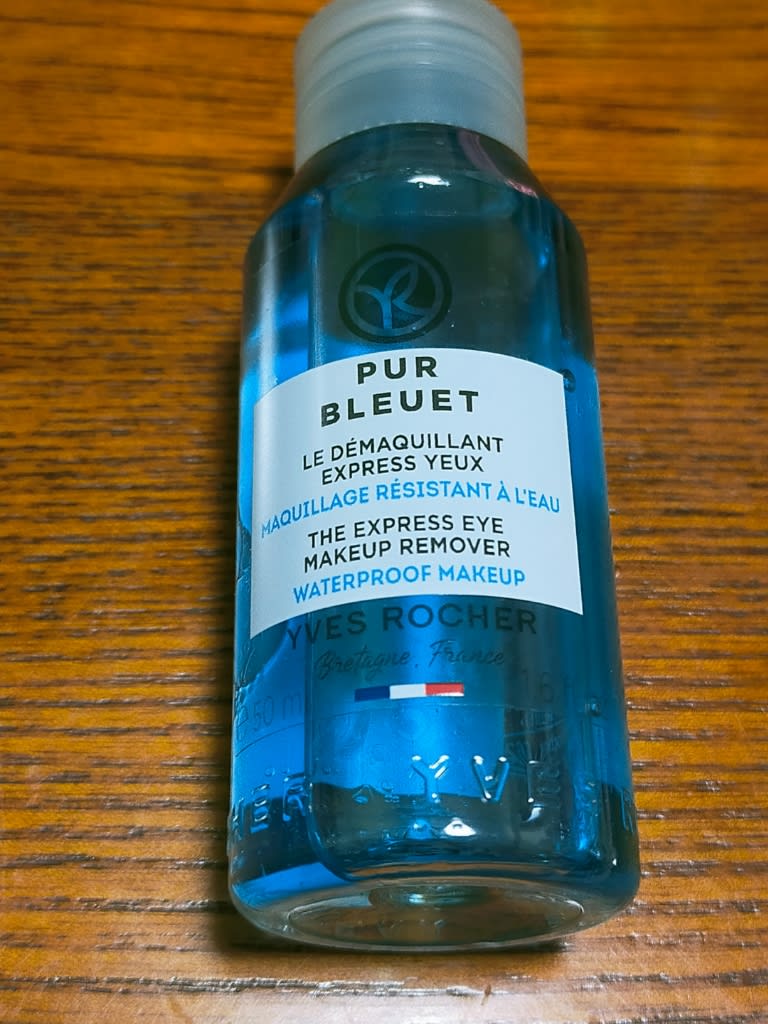 PUR
BLEUET
LE DÉMAQUILLANT
EXPRESS YEUX
MAQUILLAGE RÉSISTANT À L'EAU
THE EXPRESS EYE
MAKEUP REMOVER
WATERPROOF MAKEUP
YVES ROCHER
Bretagne, France
50 m